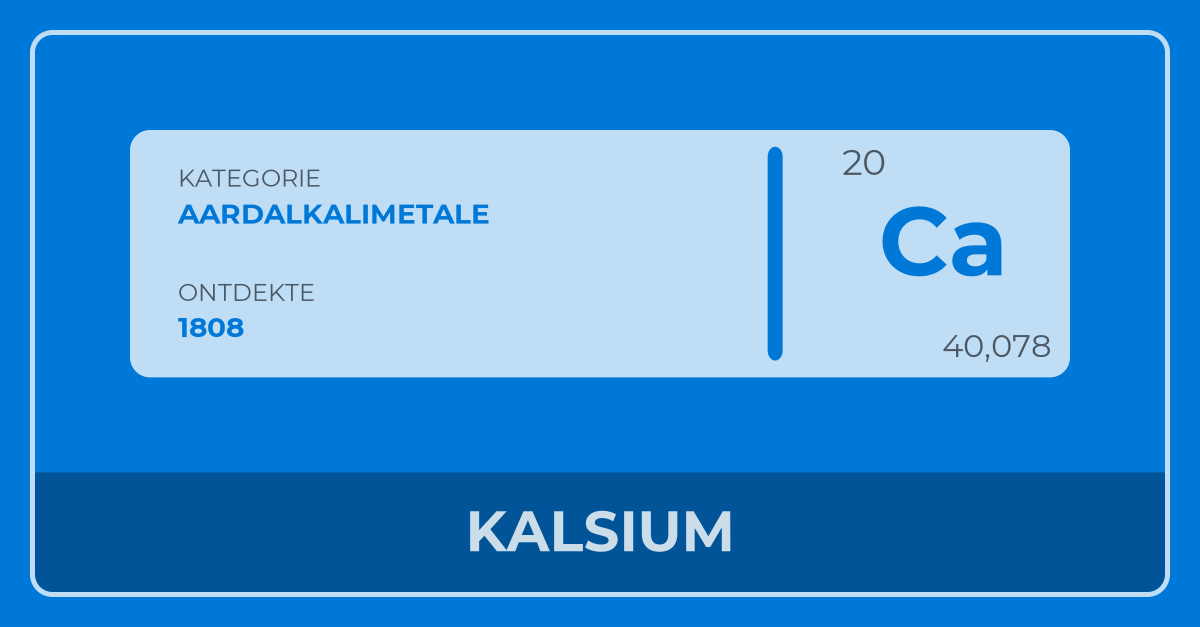 KATEGORIE
AARDALKALIMETALE
ONTDEKTE
1808
20
Ca
40,078
KALSIUM